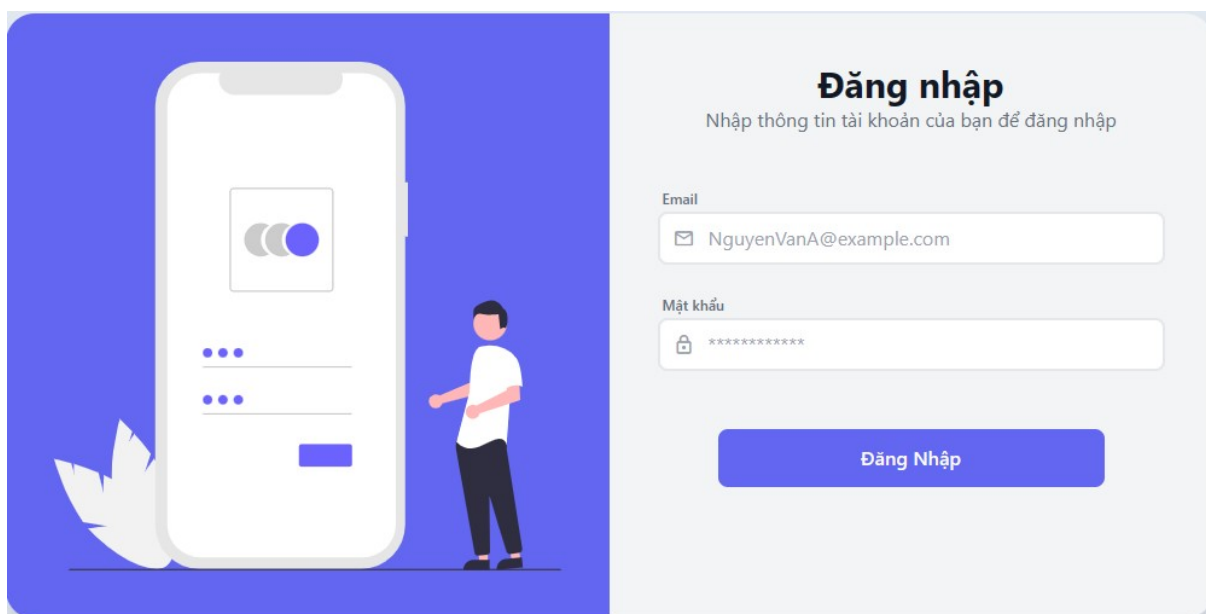 Đăng nhập
Nhập thông tin tài khoản của bạn để đăng nhập
Email
NguyenVanA@example.com
Mật khẩu
************
Đăng Nhập